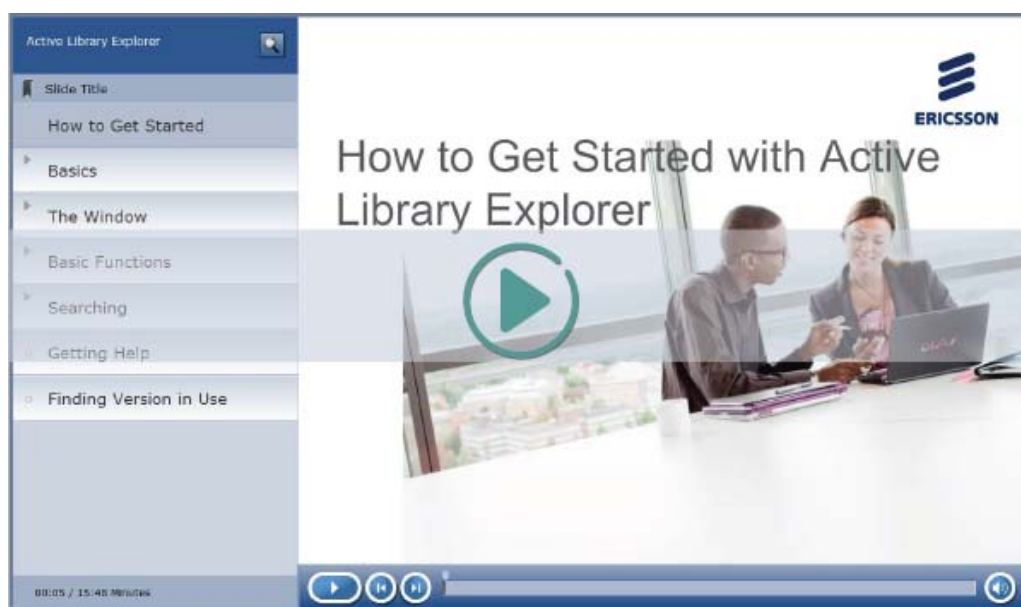 Active Library Explorer
Slide Title
How to Get Started
Basics
The Window
Basic Functions
Searching
Getting Help
Finding Version in Use
00:05 / 15:48 Minutes
ERICSSON
How to Get Started with Active
Library Explorer